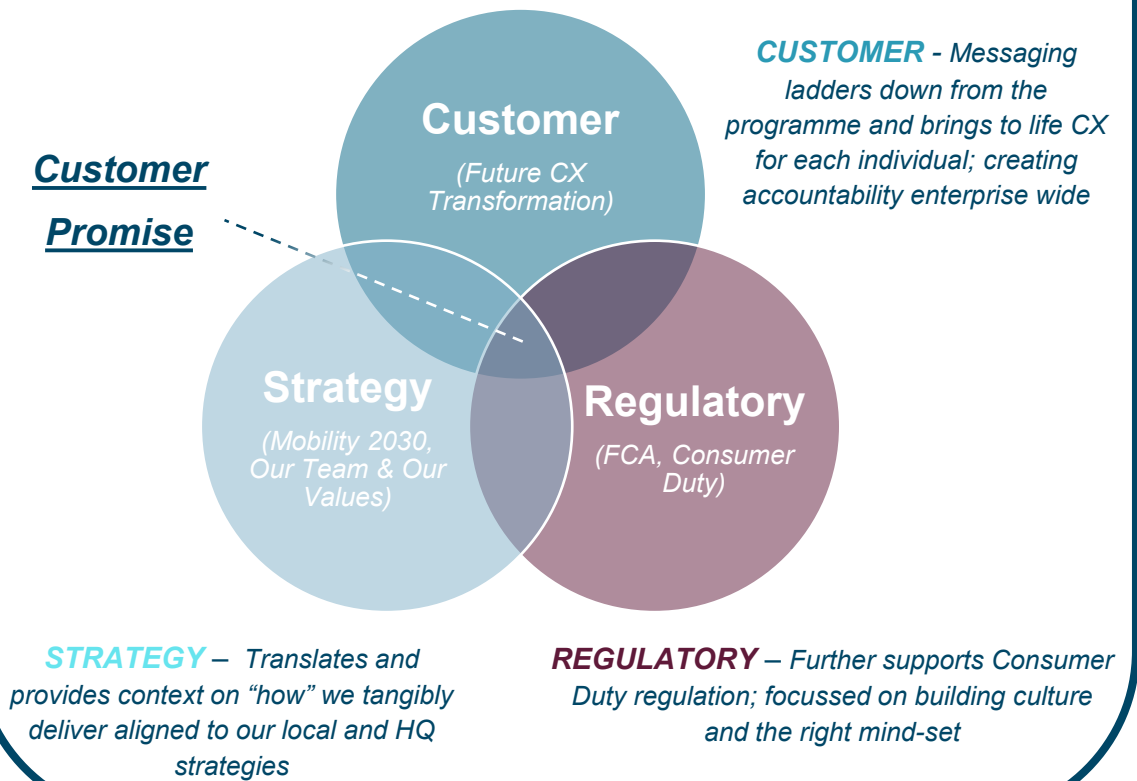 Customer
(Future CX
Transformation)
CUSTOMER - Messaging
ladders down from the
programme and brings to life CX
for each individual; creating
accountability enterprise wide
Customer
Promise
Strategy
(Mobility 2030,
Our Team & Our
Values)
Regulatory
(FCA, Consumer
Duty)
STRATEGY – Translates and
provides context on “how” we tangibly
deliver aligned to our local and HQ
strategies
REGULATORY – Further supports Consumer
Duty regulation; focussed on building culture
and the right mind-set